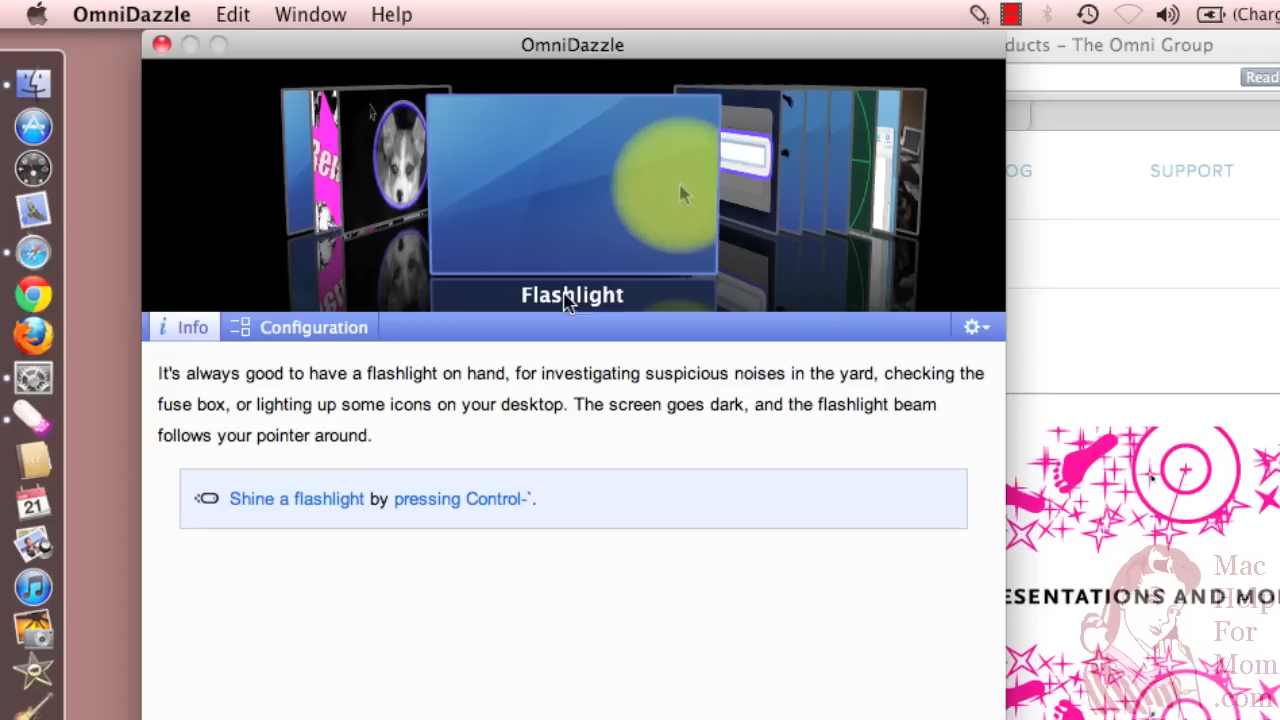 OmniDazzle Edit Window Help (Charg
OmniDazzle
ducts – The Omni Group
Read
Rel
OG SUPPORT
Flashlight
i Info Configuration
It's always good to have a flashlight on hand, for investigating suspicious noises in the yard, checking the
fuse box, or lighting up some icons on your desktop. The screen goes dark, and the flashlight beam
follows your pointer around.
Shine a flashlight by pressing Control-`.
21
ESENTATIONS AND MO
Mac
Help
For
Mom
.com